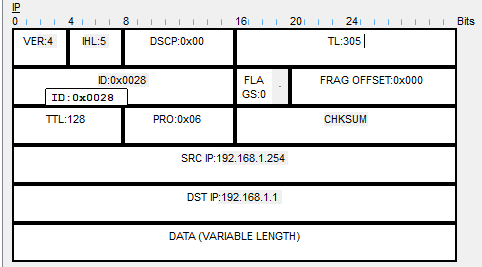 IP
0 4 8 16 20 24 Bits
VER:4 IHL:5 DSCP:0x00 TL:305
ID:0x0028 FLA FRAG OFFSET:0x000
GS:0
ID:0x0028
TTL:128 PRO:0x06 CHKSUM
SRC IP:192.168.1.254
DST IP:192.168.1.1
DATA (VARIABLE LENGTH)